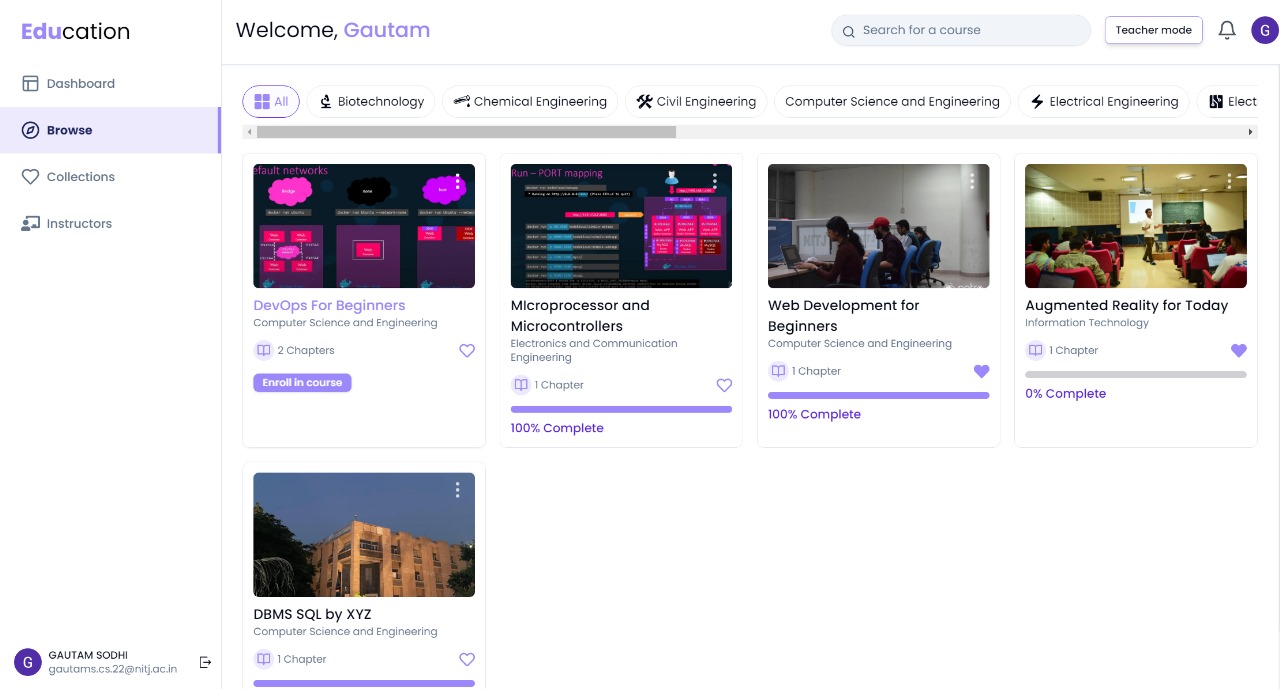 Education
Welcome, Gautam
Search for a course
Teacher mode
G
Dashboard
Browse
Collections
Instructors
All
Biotechnology
Chemical Engineering
Civil Engineering
Computer Science and Engineering
Electrical Engineering
Elect
efault networks
DevOps For Beginners
Computer Science and Engineering
2 Chapters
Enroll in course
Run – PORT mapping
MIcroprocessor and
Microcontrollers
Electronics and Communication
Engineering
1 Chapter
100% Complete
NITJ
Web Development for
Beginners
Computer Science and Engineering
1 Chapter
100% Complete
Augmented Reality for Today
Information Technology
1 Chapter
0% Complete
DBMS SQL by XYZ
Computer Science and Engineering
1 Chapter
G
GAUTAM SODHI
gautams.cs.22@nitj.ac.in